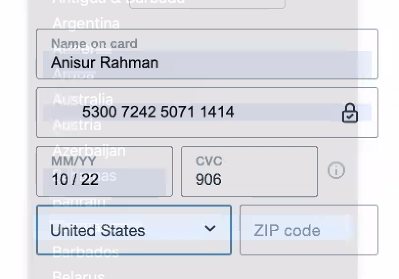 Antigua & Barbuda
Argentina
Name on card
Anisur Rahman
Aruba
Australia
5300 7242 5071 1414
Austria
Azerbaijan
MM/YY CVC
10 / 22 906
Bahrain
United States ZIP code
Barbados
Belarus